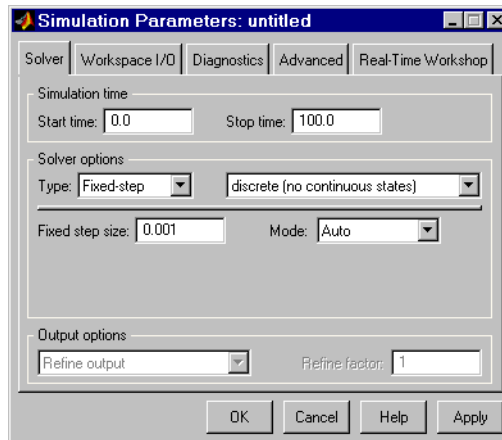 Simulation Parameters: untitled
Solver Workspace I/O Diagnostics Advanced Real-Time Workshop
Simulation time
Start time: 0.0 Stop time: 100.0
Solver options
Type: Fixed-step discrete (no continuous states)
Fixed step size: 0.001 Mode: Auto
Output options
Refine output Refine factor: 1
OK Cancel Help Apply